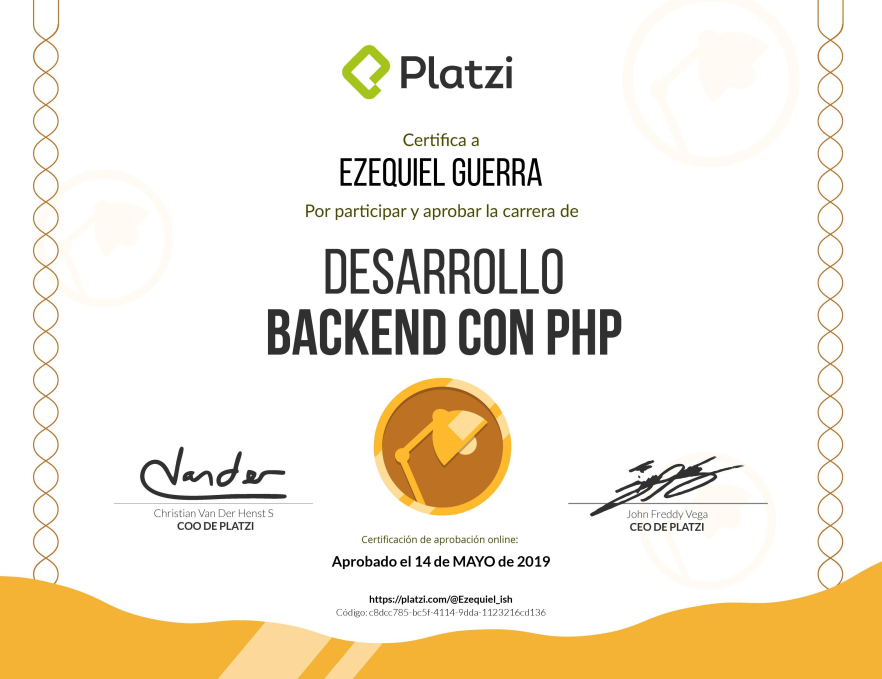 Platzi
Certifica a
EZEQUIEL GUERRA
Por participar y aprobar la carrera de
DESARROLLO
BACKEND CON PHP
Vander
Christian Van Der Henst S
COO DE PLATZI
John Freddy Vega
CEO DE PLATZI
Certificación de aprobación online:
Aprobado el 14 de MAYO de 2019
https://platzi.com/@Ezequiel_ish
Código: c8dcc785-bc5f-4114-9dda-1123216cd136